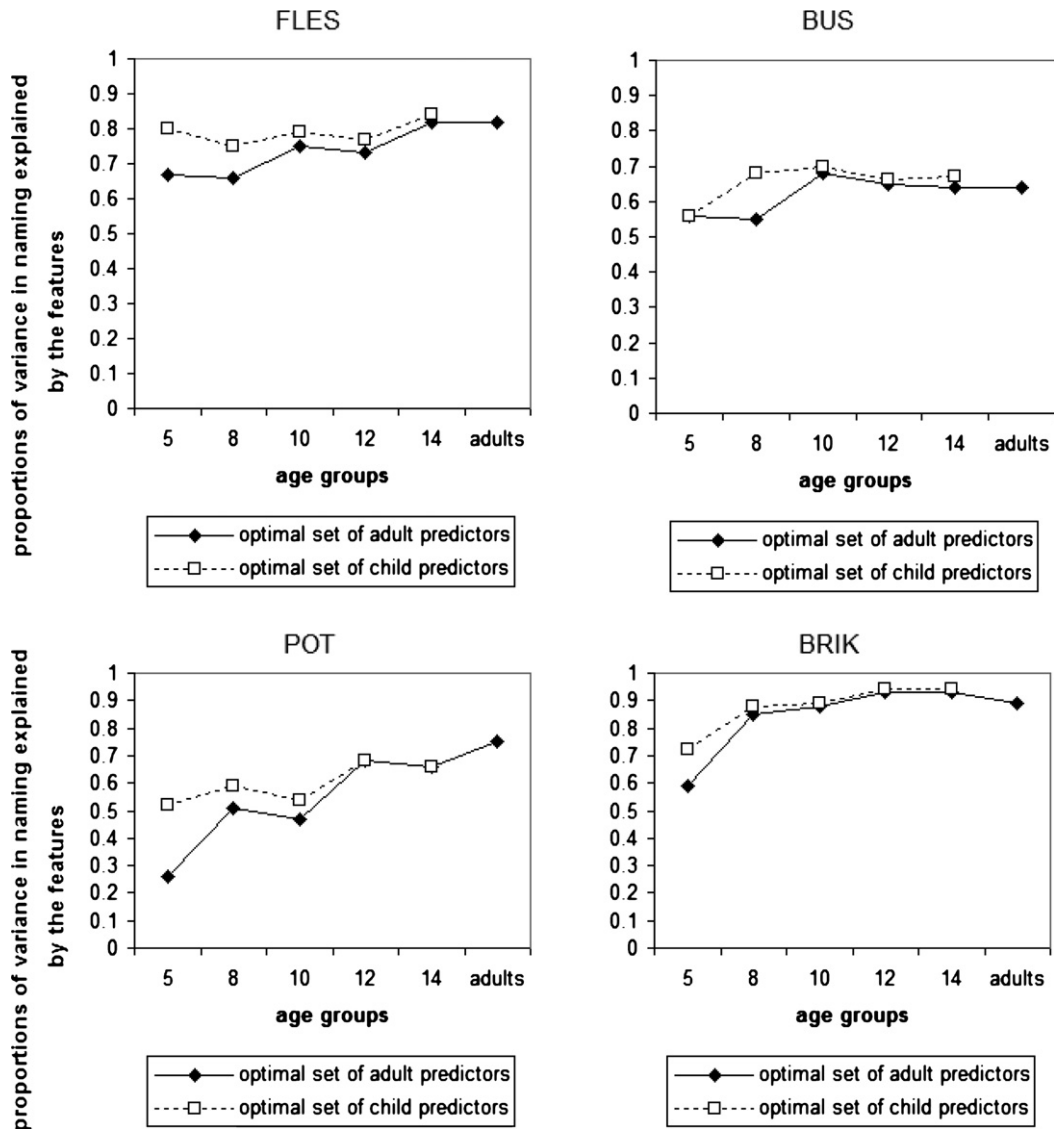 FLES
proportions of variance in naming explained
by the features
1
0.9
0.8
0.7
0.6
0.5
0.4
0.3
0.2
0.1
0
5 8 10 12 14 adults
age groups
optimal set of adult predictors
optimal set of child predictors
BUS
1
0.9
0.8
0.7
0.6
0.5
0.4
0.3
0.2
0.1
0
5 8 10 12 14 adults
age groups
optimal set of adult predictors
optimal set of child predictors
POT
proportions of variance in naming explained
by the features
1
0.9
0.8
0.7
0.6
0.5
0.4
0.3
0.2
0.1
0
5 8 10 12 14 adults
age groups
optimal set of adult predictors
optimal set of child predictors
BRIK
1
0.9
0.8
0.7
0.6
0.5
0.4
0.3
0.2
0.1
0
5 8 10 12 14 adults
age groups
optimal set of adult predictors
optimal set of child predictors